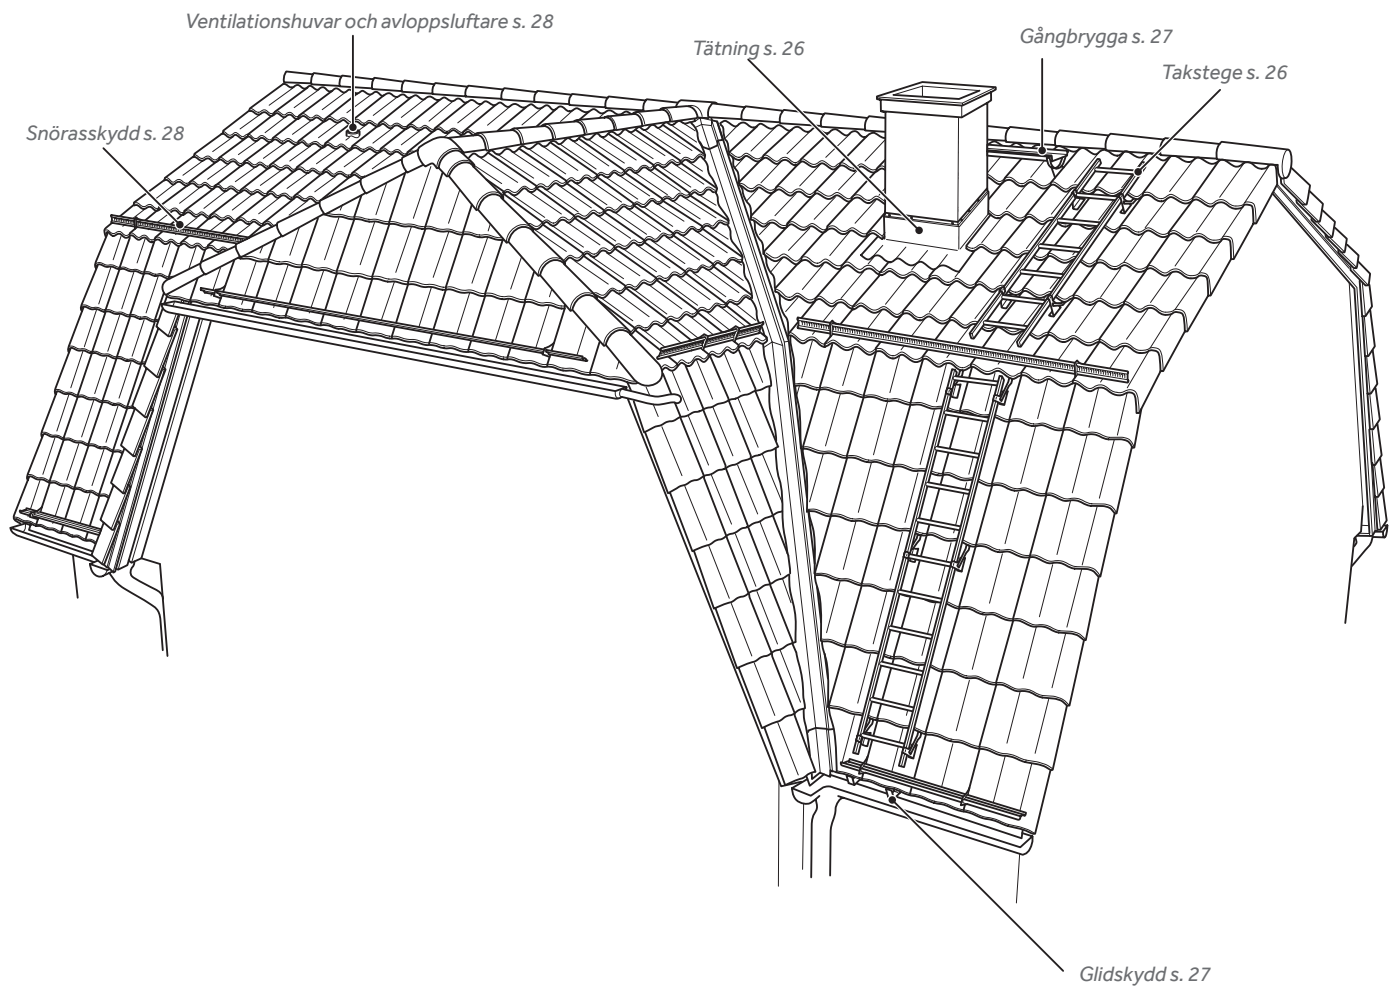 Ventilationshuvar och avloppsluftare s. 28
Tätning s. 26
Gångbrygga s. 27
Takstege s. 26
Snörasskydd s. 28
Glidskydd s. 27